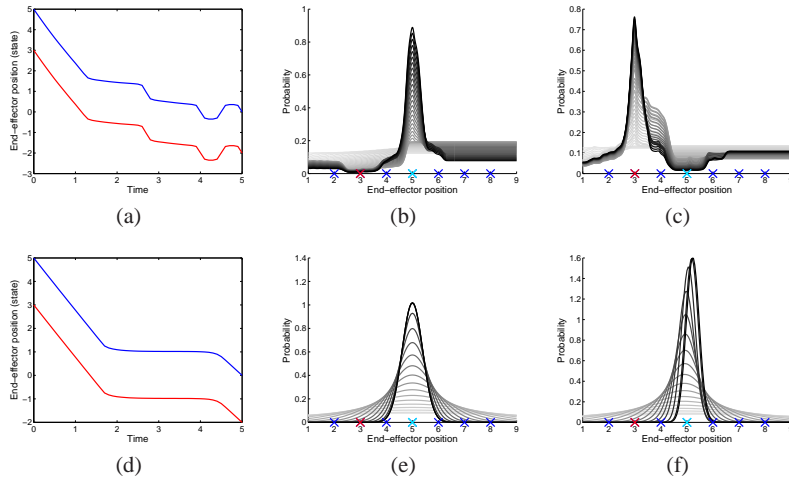 5
4
3
2
1
0
−1
−2
−3
0 1 2 3 4 5
Time
End−effector position (state)
(a)
1
0.8
0.6
0.4
0.2
0
1 2 3 4 5 6 7 8 9
End−effector position
Probability
(b)
0.8
0.7
0.6
0.5
0.4
0.3
0.2
0.1
0
1 2 3 4 5 6 7 8
End−effector position
Probability
(c)
5
4
3
2
1
0
−1
−2
0 1 2 3 4 5
Time
End−effector position (state)
(d)
1.4
1.2
1
0.8
0.6
0.4
0.2
0
1 2 3 4 5 6 7 8 9
End−effector position
Probability
(e)
1.6
1.4
1.2
1
0.8
0.6
0.4
0.2
0
1 2 3 4 5 6 7 8
End−effector position
Probability
(f)